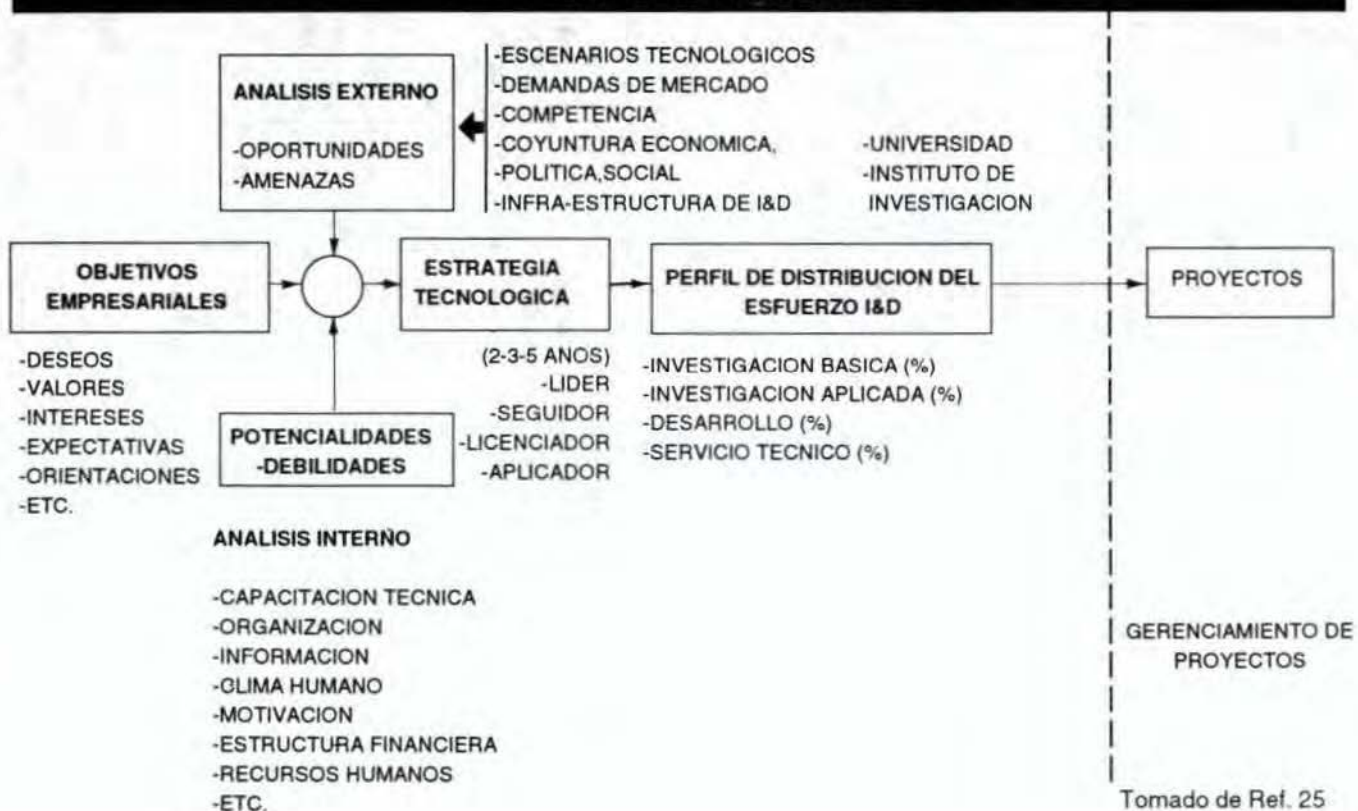 ANALISIS EXTERNO
-OPORTUNIDADES
-AMENAZAS
-ESCENARIOS TECNOLOGICOS
-DEMANDAS DE MERCADO
-COMPETENCIA
-COYUNTURA ECONOMICA,
-POLITICA,SOCIAL
-INFRA-ESTRUCTURA DE I&D
-UNIVERSIDAD
-INSTITUTO DE
INVESTIGACION
OBJETIVOS
EMPRESARIALES
-DESEOS
-VALORES
-INTERESES
-EXPECTATIVAS
-ORIENTACIONES
-ETC.
ESTRATEGIA
TECNOLOGICA
(2-3-5 ANOS)
-LIDER
-SEGUIDOR
-LICENCIADOR
-APLICADOR
PERFIL DE DISTRIBUCION DEL
ESFUERZO I&D
-INVESTIGACION BASICA (%)
-INVESTIGACION APLICADA (%)
-DESARROLLO (%)
-SERVICIO TECNICO (%)
PROYECTOS
POTENCIALIDADES
-DEBILIDADES
ANALISIS INTERÑO
-CAPACITACION TECNICA
-ORGANIZACION
-INFORMACION
-CLIMA HUMANO
-MOTIVACION
-ESTRUCTURA FINANCIERA
-RECURSOS HUMANOS
-ETC.
GERENCIAMIENTO DE
PROYECTOS
Tomado de Ref. 25